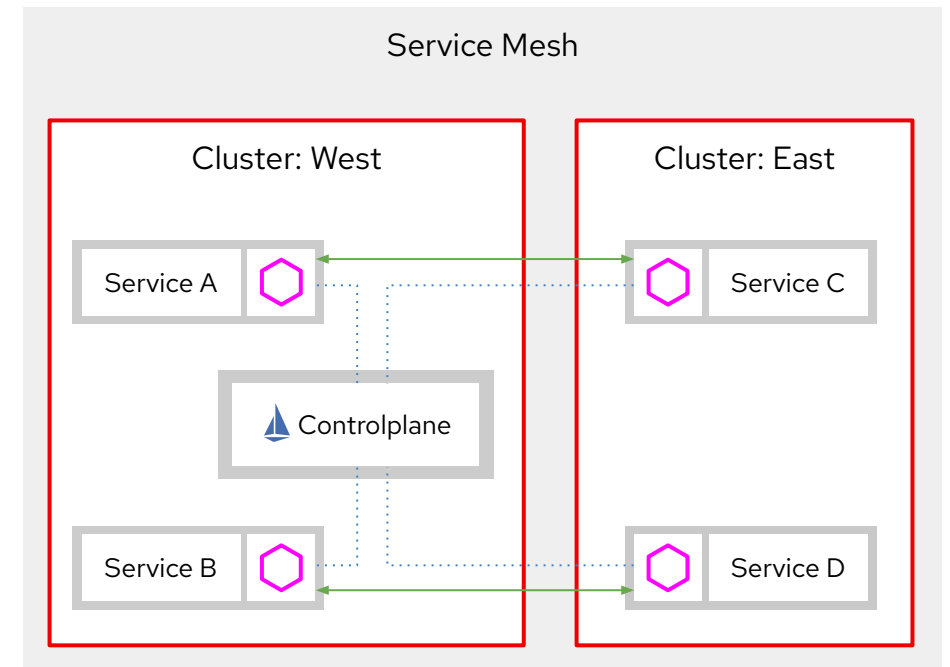 Service Mesh
Cluster: West
Cluster: East
Service A
Service C
Controlplane
Service B
Service D